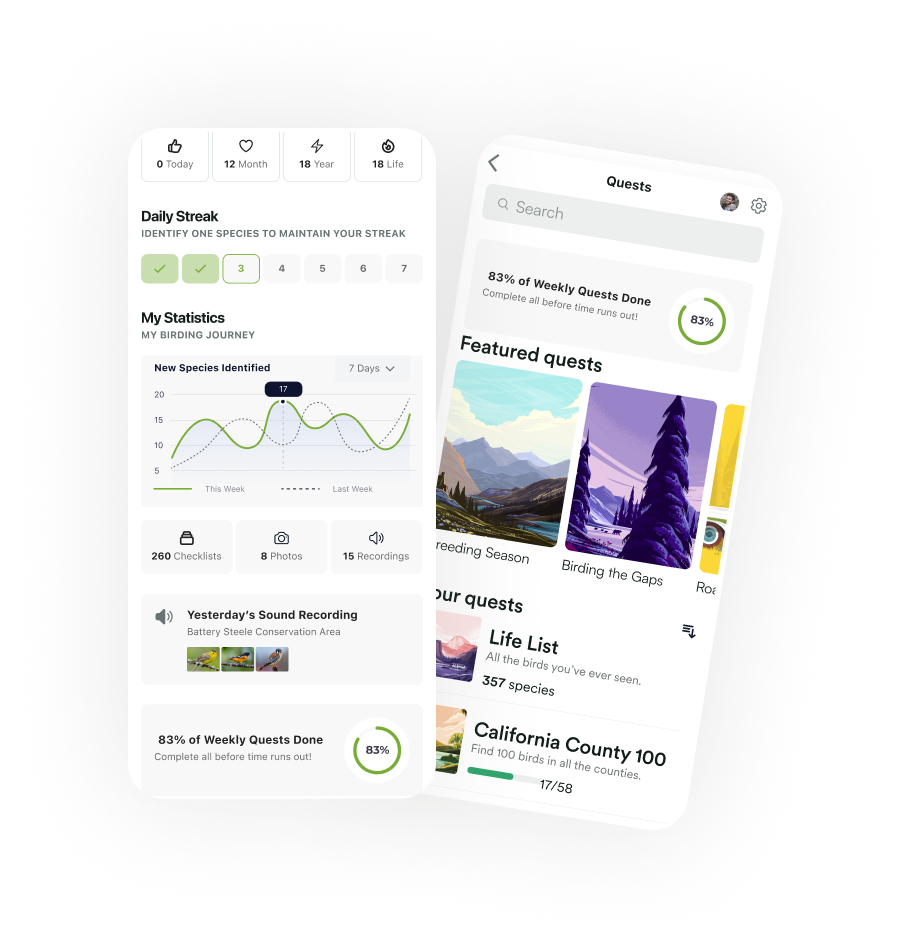 0 Today
12 Month
18 Year
18 Life
Daily Streak
IDENTIFY ONE SPECIES TO MAINTAIN YOUR STREAK
3
4
5
6
7
My Statistics
MY BIRDING JOURNEY
New Species Identified
7 Days
17
20
15
10
5
This Week
Last Week
260 Checklists
8 Photos
15 Recordings
Yesterday's Sound Recording
Battery Steele Conservation Area
83% of Weekly Quests Done
Complete all before time runs out!
83%
Quests
Search
83% of Weekly Quests Done
Complete all before time runs out!
83%
Featured quests
reeding Season
Birding the Gaps
Roa
our quests
Life List
All the birds you've ever seen.
357 species
California County 100
Find 100 birds in all the counties.
17/58